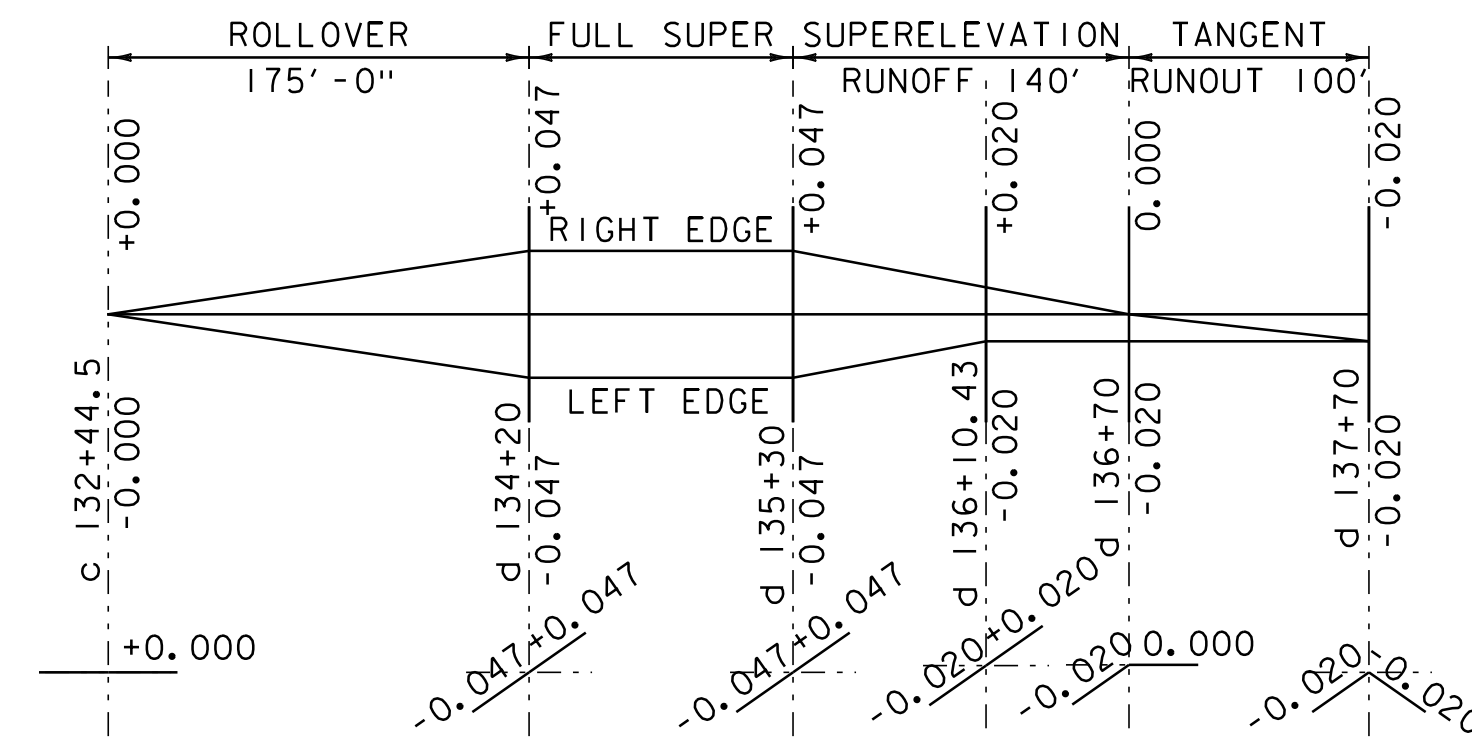 ROLLOVER
175'-0"
FULL SUPER
SUPERELEVATION
RUNOFF 140'
TANGENT
RUNOUT 100'
+0.000
+0.047
+0.047
+0.020
0.000
-0.020
RIGHT EDGE
LEFT EDGE
c 132+44.5
-0.000
d 134+20
-0.047
d 135+30
-0.047
d 136+10.43
-0.020
d 136+70
-0.020
d 137+70
-0.020
+0.000
-0.047+0.047
-0.047+0.047
-0.020+0.020
-0.020 0.000
-0.020-0.020